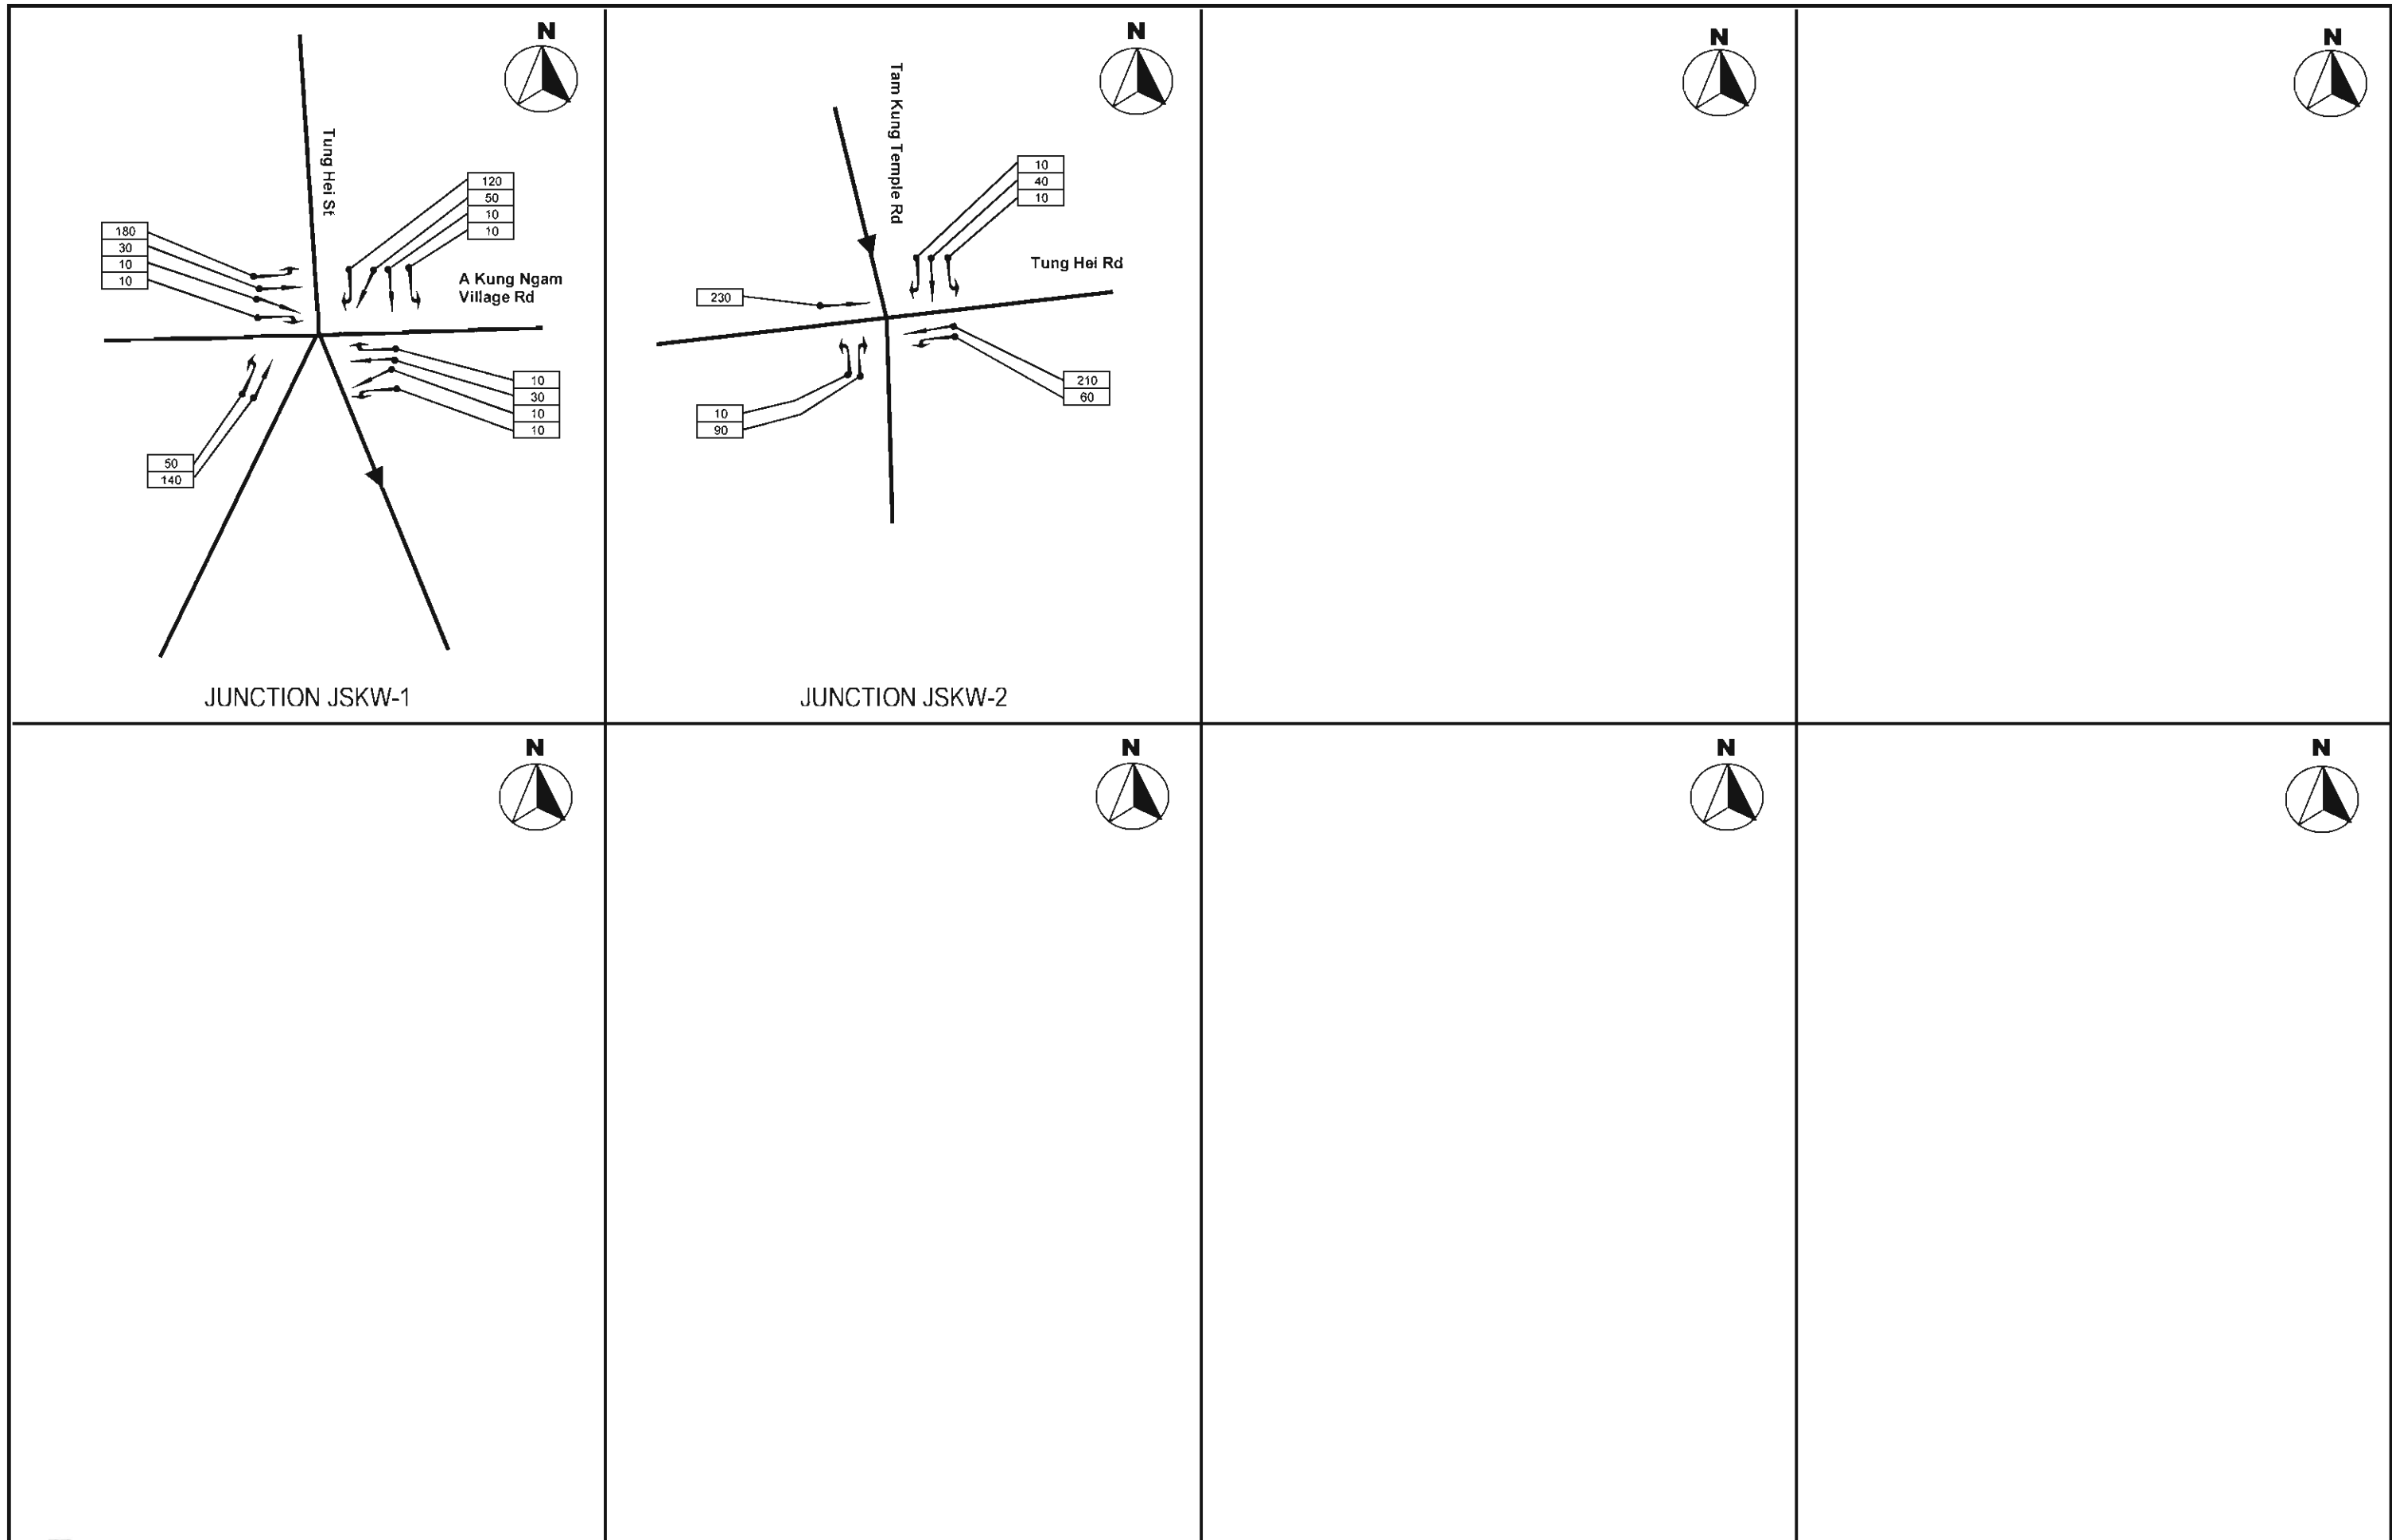 N
Tung Hei St
120
50
10
10
180
30
10
10
A Kung Ngam
Village Rd
10
30
10
10
50
140
JUNCTION JSKW-1
N
Tam Kung Temple Rd
10
40
10
Tung Hei Rd
230
210
60
10
90
JUNCTION JSKW-2
N
N
N
N
N
N